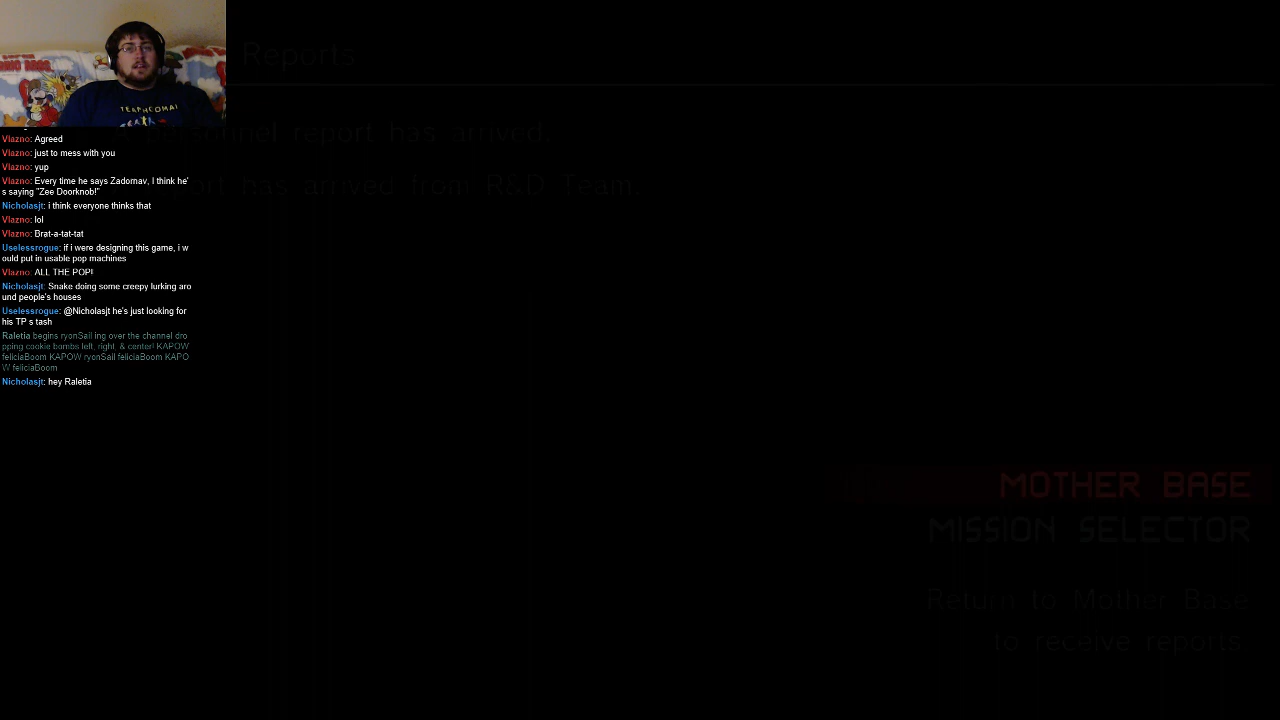 Reports
personnel report has arrived.
port has arrived from R&D Team.
Vlazno: Agreed
Vlazno: just to mess with you
Vlazno: yup
Vlazno: Every time he says Zadornav, I think he'
s saying "Zee Doorknob!"
Nicholasjt: i think everyone thinks that
Vlazno: lol
Vlazno: Brat-a-tat-tat
Uselessrogue: if i were designing this game, i w
ould put in usable pop machines
Vlazno: ALL THE POP!
Nicholasjt: Snake doing some creepy lurking aro
und people's houses
Uselessrogue: @Nicholasjt he's just looking for
his TP s tash
Raletia begins ryonSail ing over the channel dro
pping cookie bombs left, right, & center! KAPOW
feliciaBoom KAPOW ryonSail feliciaBoom KAPO
W feliciaBoom
Nicholasjt: hey Raletia
MOTHER BASE
MISSION SELECTOR
Return to Mother Base
to receive reports